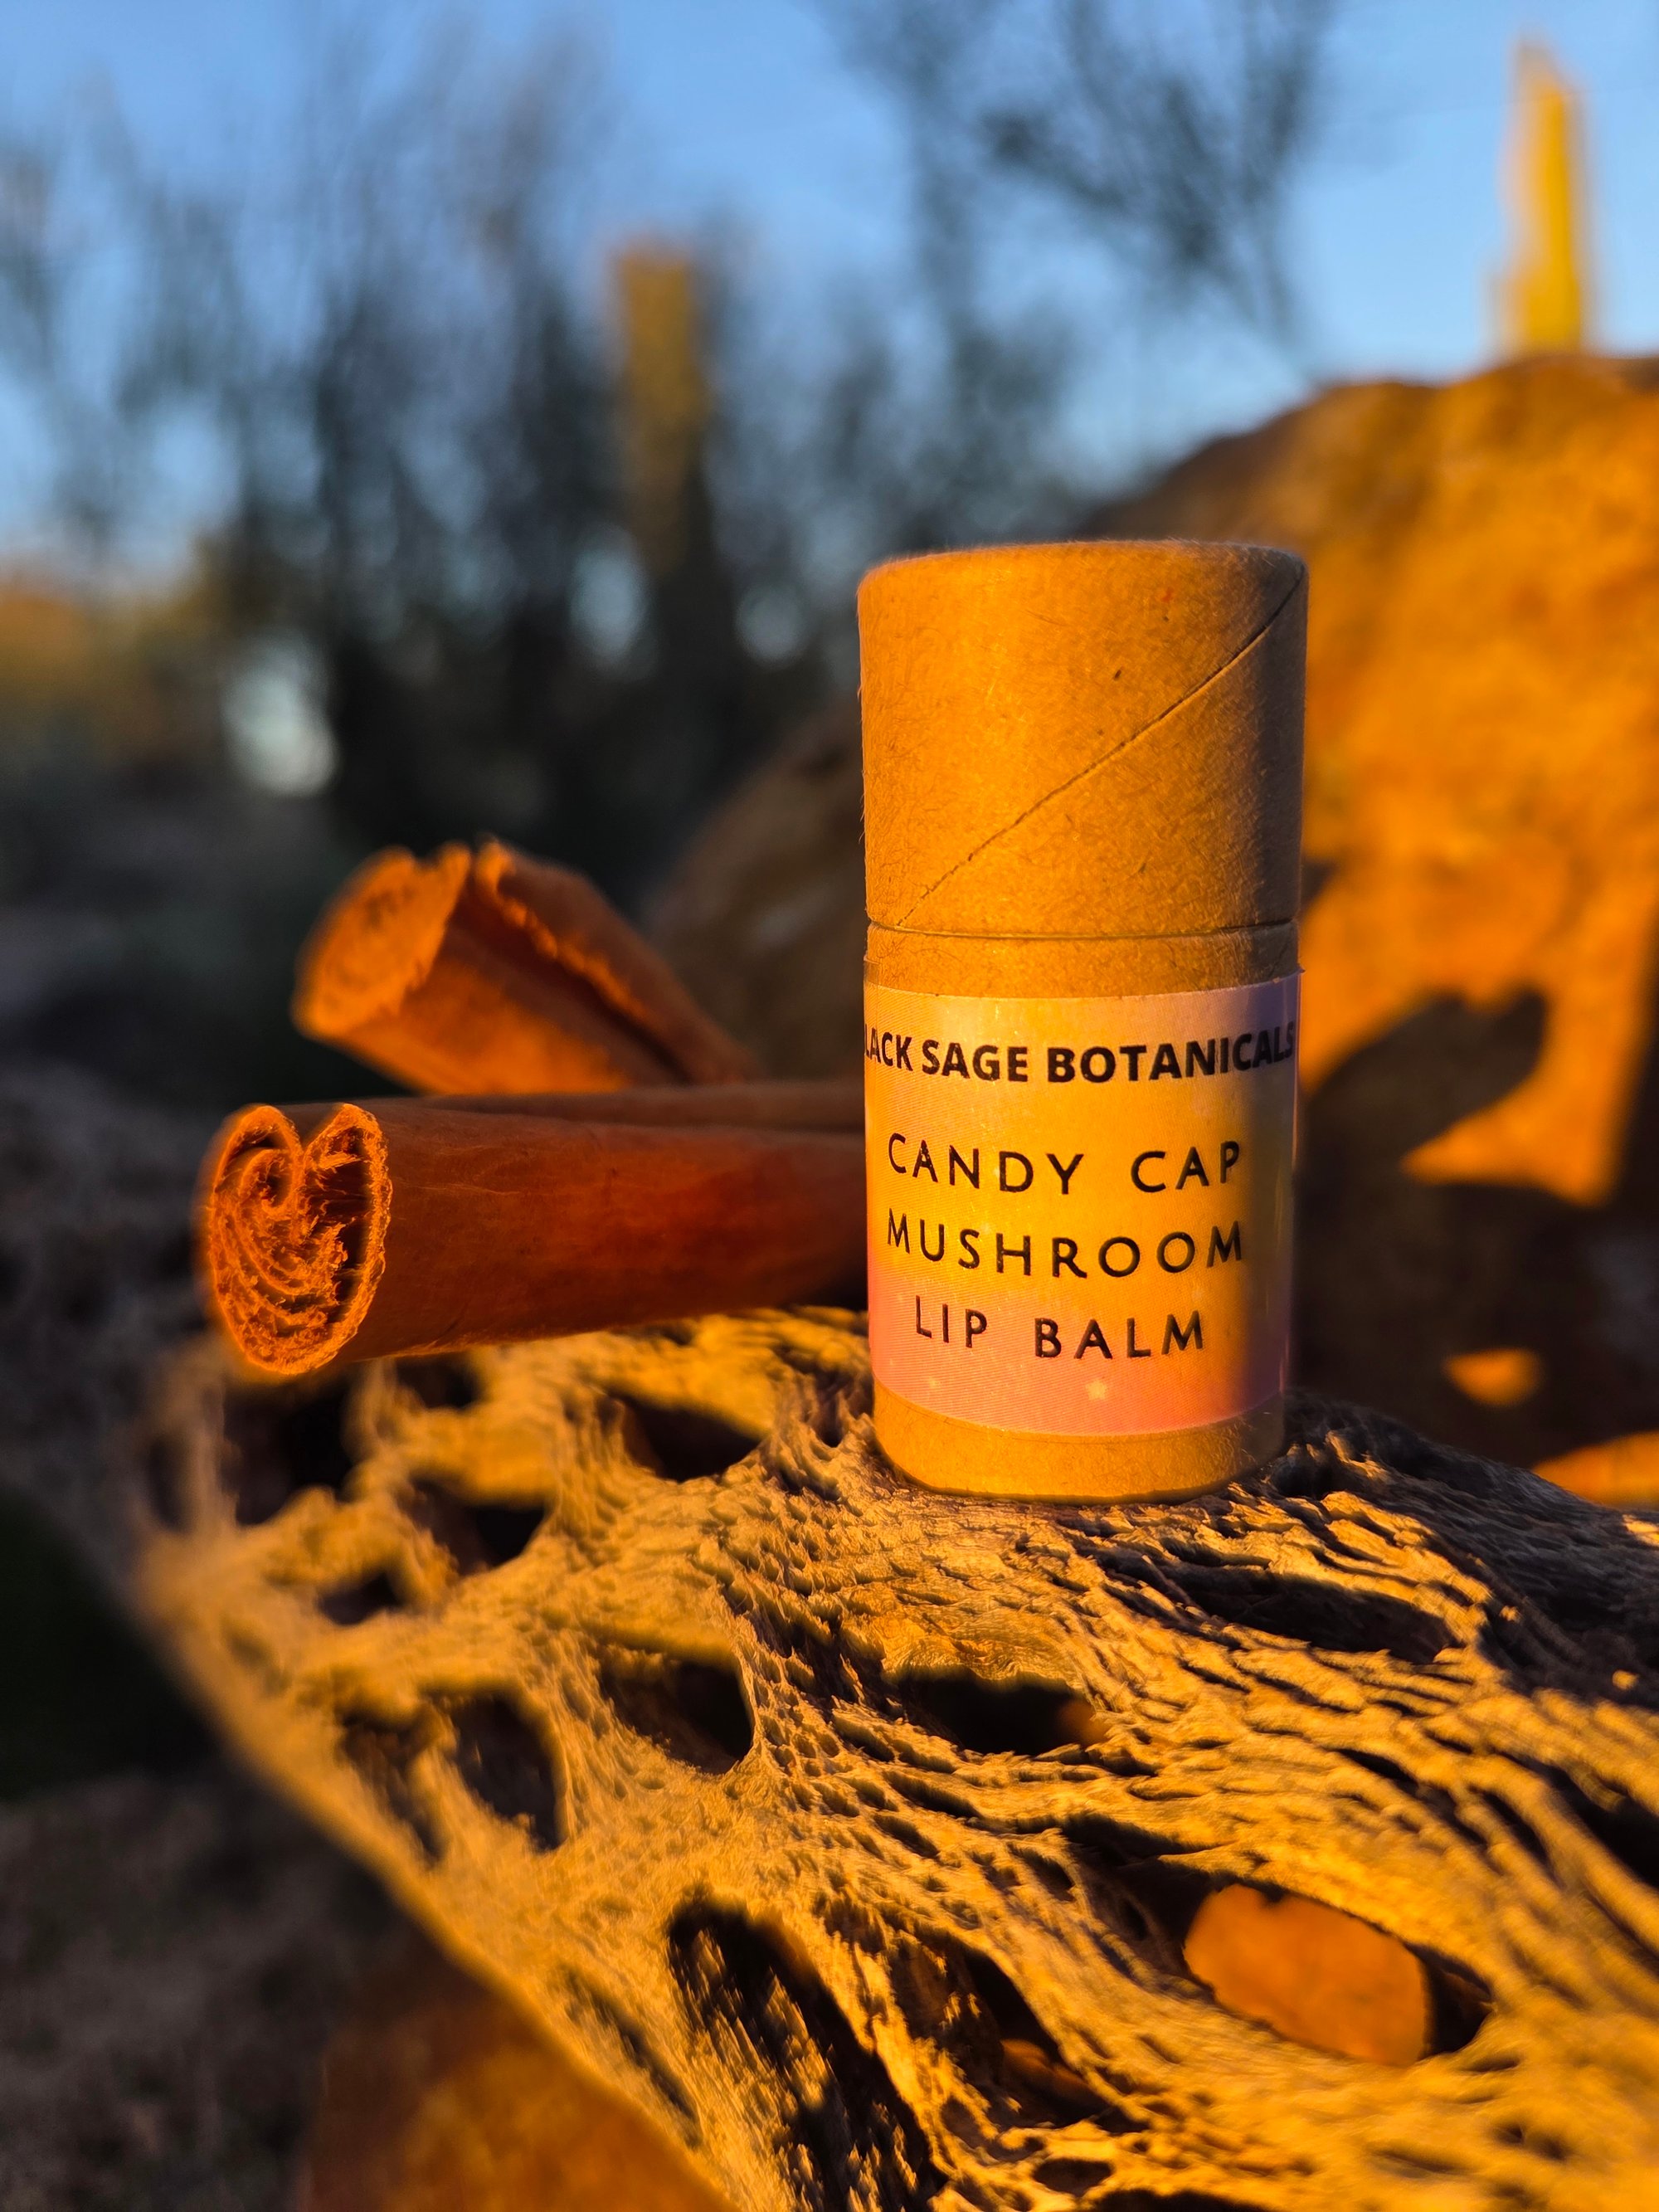 LACK SAGE BOTANICALS
CANDY CAP
MUSHROOM
LIP BALM